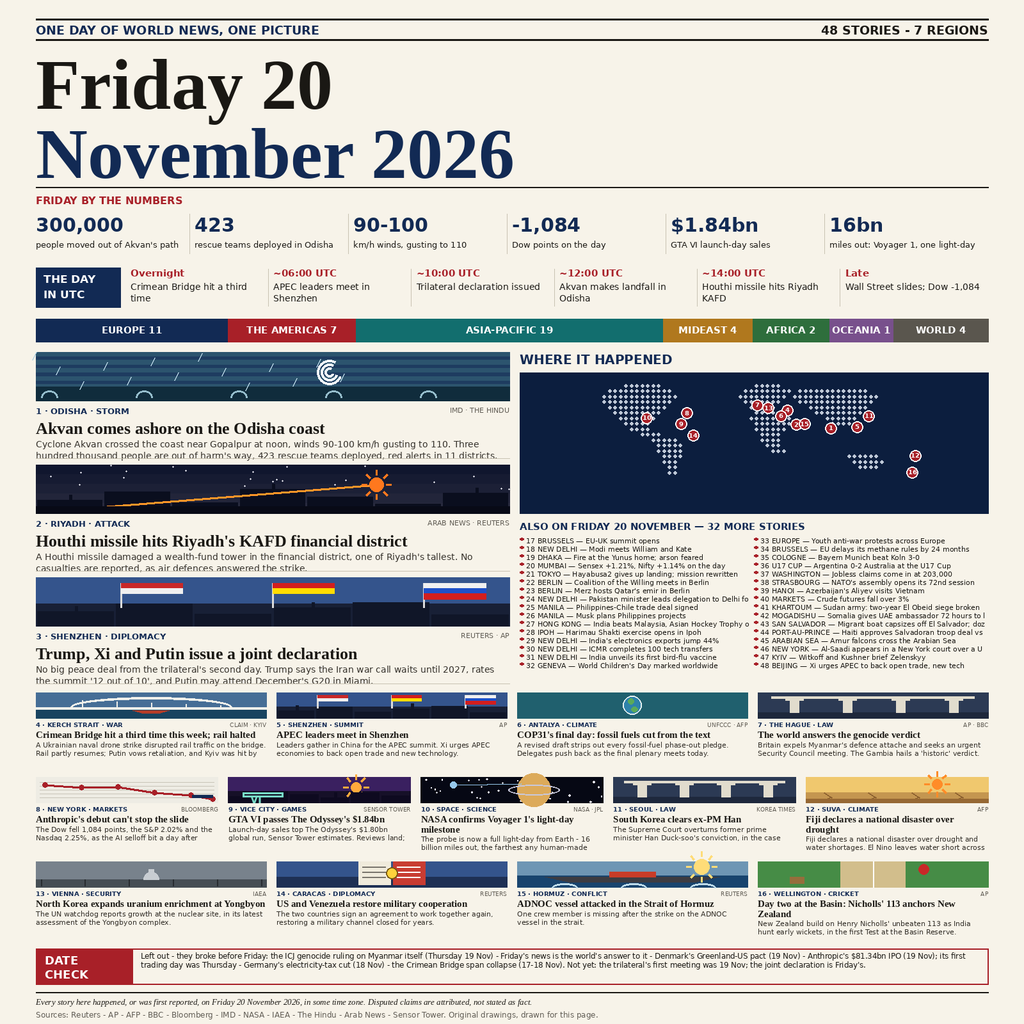 ONE DAY OF WORLD NEWS, ONE PICTURE
48 STORIES - 7 REGIONS
Friday 20
November 2026
FRIDAY BY THE NUMBERS
300,000
people moved out of Akvan's path
423
rescue teams deployed in Odisha
90-100
km/h winds, gusting to 110
-1,084
Dow points on the day
$1.84bn
GTA VI launch-day sales
16bn
miles out: Voyager 1, one light-day
THE DAY
IN UTC
Overnight
Crimean Bridge hit a third
time
~06:00 UTC
APEC leaders meet in
Shenzhen
~10:00 UTC
Trilateral declaration issued
~12:00 UTC
Akvan makes landfall in
Odisha
~14:00 UTC
Houthi missile hits Riyadh
KAFD
Late
Wall Street slides; Dow -1,084
EUROPE 11
THE AMERICAS 7
ASIA-PACIFIC 19
MIDEAST 4
AFRICA 2
OCEANIA 1
WORLD 4
1 · ODISHA · STORM
IMD · THE HINDU
Akvan comes ashore on the Odisha coast
Cyclone Akvan crossed the coast near Gopalpur at noon, winds 90-100 km/h gusting to 110. Three
hundred thousand people are out of harm's way, 423 rescue teams deployed, red alerts in 11 districts.
2 · RIYADH · ATTACK
ARAB NEWS · REUTERS
Houthi missile hits Riyadh's KAFD financial district
A Houthi missile damaged a wealth-fund tower in the financial district, one of Riyadh's tallest. No
casualties are reported, as air defences answered the strike.
3 · SHENZHEN · DIPLOMACY
REUTERS · AP
Trump, Xi and Putin issue a joint declaration
No big peace deal from the trilateral's second day. Trump says the Iran war call waits until 2027, rates
the summit '12 out of 10', and Putin may attend December's G20 in Miami.
WHERE IT HAPPENED
10
8
9
14
7
13
4
6
2
15
1
5
11
12
16
ALSO ON FRIDAY 20 NOVEMBER — 32 MORE STORIES
17 BRUSSELS — EU-UK summit opens
18 NEW DELHI — Modi meets William and Kate
19 DHAKA — Fire at the Yunus home; arson feared
20 MUMBAI — Sensex +1.21%, Nifty +1.14% on the day
21 TOKYO — Hayabusa2 gives up landing; mission rewritten
22 BERLIN — Coalition of the Willing meets in Berlin
23 BERLIN — Merz hosts Qatar's emir in Berlin
24 NEW DELHI — Pakistan minister leads delegation to Delhi fo
25 MANILA — Philippines-Chile trade deal signed
26 MANILA — Musk plans Philippines project
27 HONG KONG — India beats Malaysia, Asian Hockey Trophy o
28 IPOH — Harimau Shakti exercise opens in Ipoh
29 NEW DELHI — India's electronics exports jump 44%
30 NEW DELHI — ICMR completes 100 tech transfers
31 NEW DELHI — India unveils its first bird-flu vaccine
32 GENEVA — World Children's Day marked worldwide
33 EUROPE — Youth anti-war protests across Europe
34 BRUSSELS — EU delays its methane rules by 24 months
35 COLOGNE — Bayern Munich beat Koln 3-0
36 U17 CUP — Argentina 0-2 Australia at the U17 Cup
37 WASHINGTON — Jobless claims come in at 203,000
38 STRASBOURG — NATO's assembly opens its 72nd session
39 HANOI — Azerbaijan's Aliyev visits Vietnam
40 MARKETS — Crude futures fall over 3%
41 KHARTOUM — Sudan army: two-year El Obeid siege broken
42 MOGADISHU — Somalia gives UAE ambassador 72 hours to l
43 SAN SALVADOR — Migrant boat capsizes off El Salvador; doz
44 PORT-AU-PRINCE — Haiti approves Salvadoran troop deal vs
45 ARABIAN SEA — Amur falcons cross the Arabian Sea
46 NEW YORK — Al-Saadi appears in a New York court over a U
47 KYIV — Witkoff and Kushner brief Zelenskyy
48 BEIJING — Xi urges APEC to back open trade, new tech
4 · KERCH STRAIT · WAR
CLAIM · KYIV
Crimean Bridge hit a third time this week; rail halted
A Ukrainian naval drone strike disrupted rail traffic on the bridge.
Rail partly resumes; Putin vows retaliation, and Kyiv was hit by
5 · SHENZHEN · SUMMIT
AP
APEC leaders meet in Shenzhen
Leaders gather in China for the APEC summit. Xi urges APEC
economies to back open trade and new technology.
6 · ANTALYA · CLIMATE
UNFCCC · AFP
COP31's final day: fossil fuels cut from the text
A revised draft strips out every fossil-fuel phase-out pledge.
Delegates push back as the final plenary meets today.
7 · THE HAGUE · LAW
AP · BBC
The world answers the genocide verdict
Britain expels Myanmar's defence attache and seeks an urgent
Security Council meeting. The Gambia hails a 'historic' verdict.
8 · NEW YORK · MARKETS
BLOOMBERG
Anthropic's debut can't stop the slide
The Dow fell 1,084 points, the S&P 2.02% and the
Nasdaq 2.25%, as the AI selloff bit a day after
9 · VICE CITY · GAMES
SENSOR TOWER
GTA VI passes The Odyssey's $1.84bn
Launch-day sales top The Odyssey's $1.80bn
global run, Sensor Tower estimates. Reviews land;
10 · SPACE · SCIENCE
NASA · JPL
NASA confirms Voyager 1's light-day
milestone
The probe is now a full light-day from Earth - 16
billion miles out, the farthest any human-made
11 · SEOUL · LAW
KOREA TIMES
South Korea clears ex-PM Han
The Supreme Court overturns former prime
minister Han Duck-soo's conviction, in the case
12 · SUVA · CLIMATE
AFP
Fiji declares a national disaster over
drought
Fiji declares a national disaster over drought and
water shortages. El Nino leaves water short across
13 · VIENNA · SECURITY
IAEA
North Korea expands uranium enrichment at Yongbyon
The UN watchdog reports growth at the nuclear site, in its latest
assessment of the Yongbyon complex.
14 · CARACAS · DIPLOMACY
REUTERS
US and Venezuela restore military cooperation
The two countries sign an agreement to work together again,
restoring a military channel closed for years.
15 · HORMUZ · CONFLICT
REUTERS
ADNOC vessel attacked in the Strait of Hormuz
One crew member is missing after the strike on the ADNOC
vessel in the strait.
16 · WELLINGTON · CRICKET
AP
Day two at the Basin: Nicholls' 113 anchors New
Zealand
New Zealand build on Henry Nicholls' unbeaten 113 as India
hunt early wickets, in the first Test at the Basin Reserve.
DATE
CHECK
Left out - they broke before Friday: the ICJ genocide ruling on Myanmar itself (Thursday 19 Nov) - Friday's news is the world's answer to it - Denmark's Greenland-US pact (19 Nov) - Anthropic's $81.34bn IPO (19 Nov); its first
trading day was Thursday - Germany's electricity-tax cut (18 Nov) - the Crimean Bridge span collapse (17-18 Nov). Not yet: the trilateral's first meeting was 19 Nov; the joint declaration is Friday's.
Every story here happened, or was first reported, on Friday 20 November 2026, in some time zone. Disputed claims are attributed, not stated as fact.
Sources: Reuters - AP - AFP - BBC - Bloomberg - IMD - NASA - IAEA - The Hindu - Arab News - Sensor Tower. Original drawings, drawn for this page.